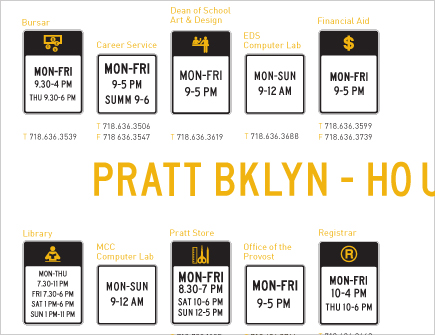 Bursar
MON-FRI
9.30-4 PM
THU 9.30-6 PM
T 718.636.3539
Career Service
MON-FRI
9-5 PM
SUMM 9-6
T 718.636.3506
F 718.636.3547
Dean of School
Art & Design
MON-FRI
9-5 PM
T 718.636.3619
EDS
Computer Lab
MON-SUN
9-12 AM
T 718.636.3688
Financial Aid
$
MON-FRI
9-5 PM
T 718.636.3599
F 718.636.3739
PRATT BKLYN - HOU
Library
MON-THU
7.30-11 PM
FRI 7.30-6 PM
SAT 1 PM-6 PM
SUN 1 PM-11 PM
MCC
Computer Lab
MON-SUN
9-12 AM
Pratt Store
MON-FRI
8.30-7 PM
SAT 10-6 PM
SUN 12-5 PM
Office of the
Provost
MON-FRI
9-5 PM
Registrar
R
MON-FRI
10-4 PM
THU 10-6 PM